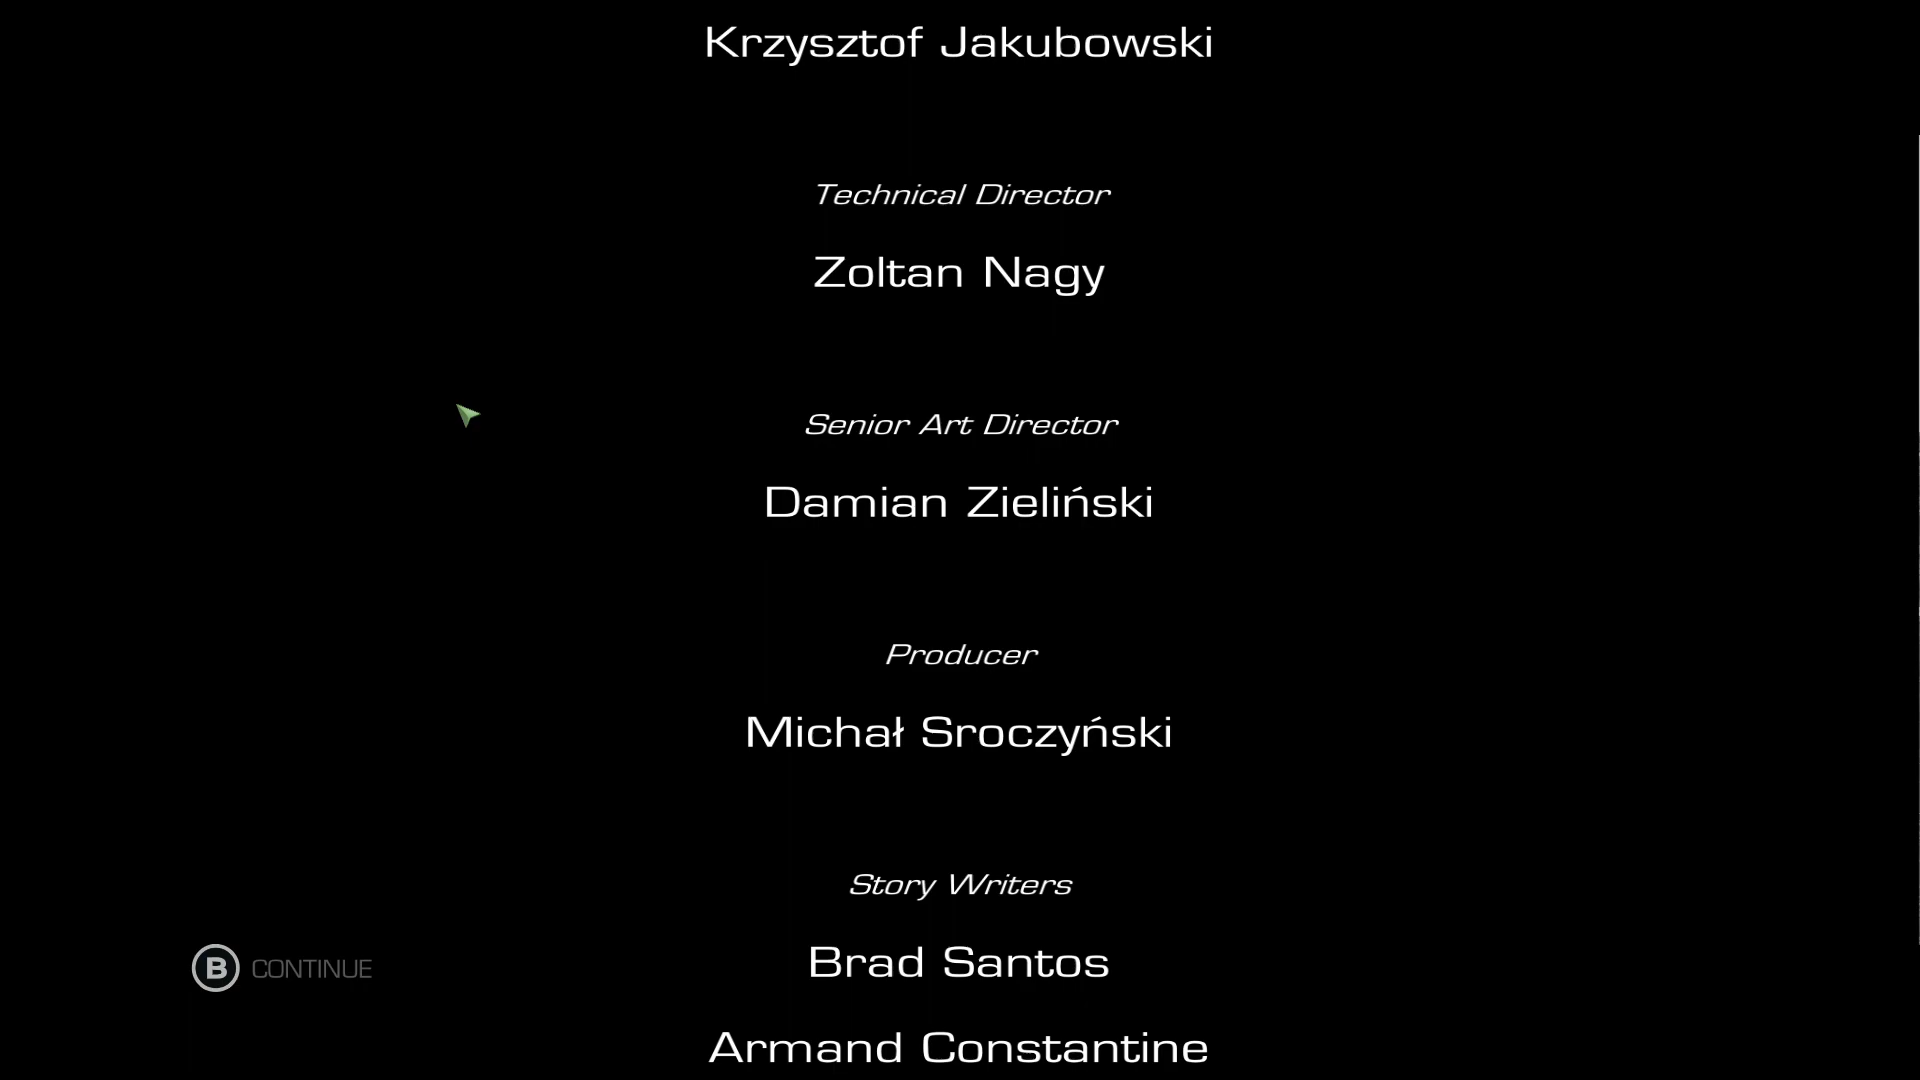 Krzysztof Jakubowski
Technical Director
Zoltan Nagy
Senior Art Director
Damian Zieliński
Producer
Michał Sroczyński
Story Writers
Brad Santos
B CONTINUE
Armand Constantine